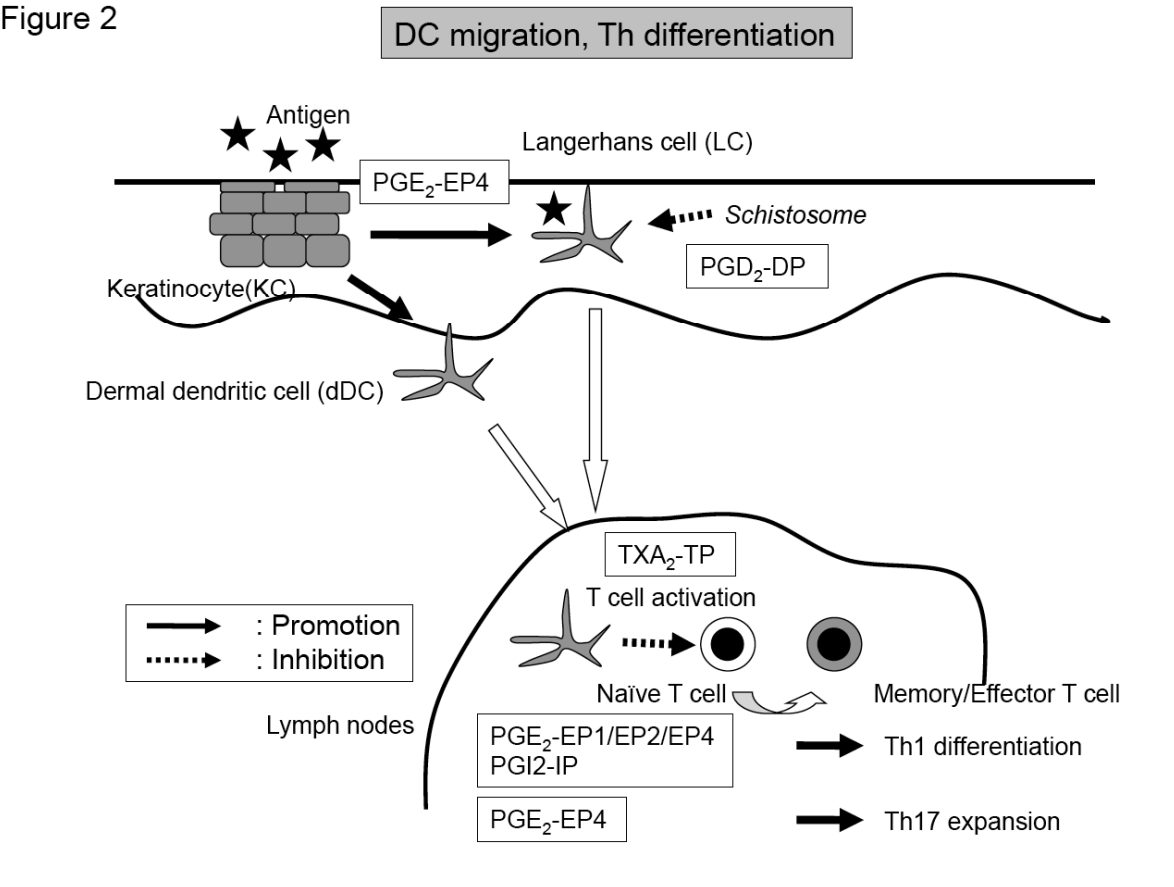 Figure 2
DC migration, Th differentiation
Antigen
Langerhans cell (LC)
PGE2-EP4
Schistosome
PGD2-DP
Keratinocyte(KC)
Dermal dendritic cell (dDC)
TXA2-TP
T cell activation
: Promotion
: Inhibition
Naïve T cell
Memory/Effector T cell
Lymph nodes
PGE2-EP1/EP2/EP4
PGI2-IP
Th1 differentiation
PGE2-EP4
Th17 expansion